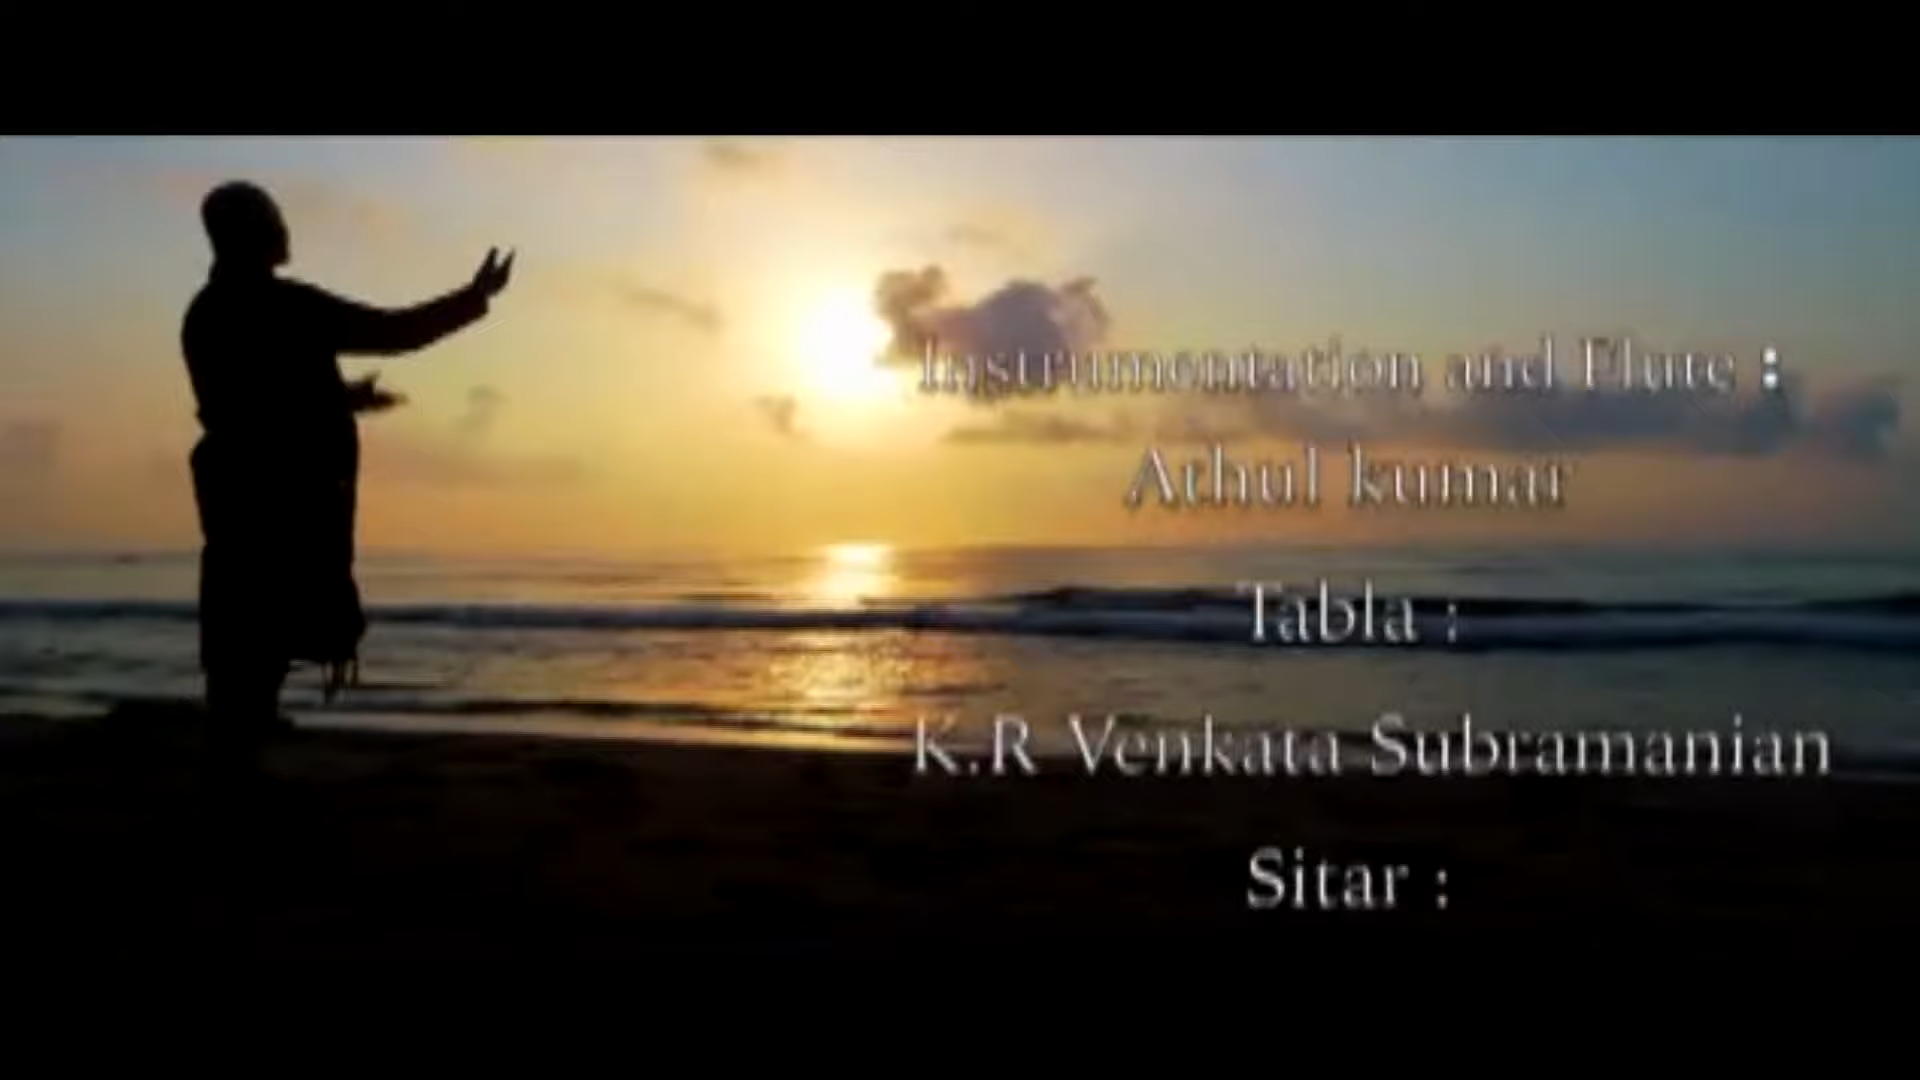 Instrumentation and Flute :
Athul kumar
Tabla :
K.R Venkata Subramanian
Sitar :